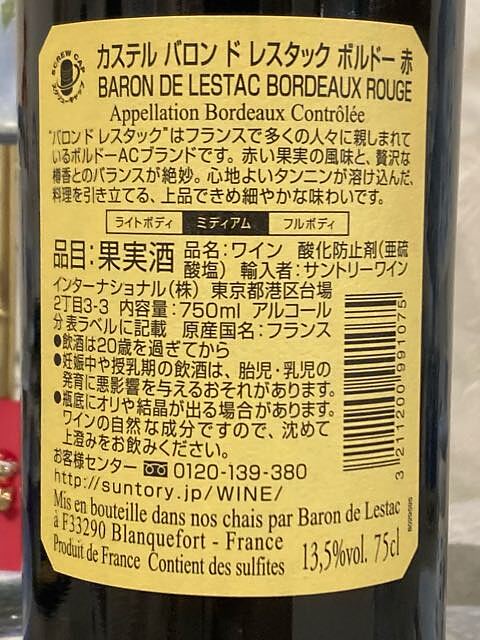 SCREW CAP
カステル バロン ド レスタック ボルドー 赤
BARON DE LESTAC BORDEAUX ROUGE
Appellation Bordeaux Contrôlée
"バロン ド レスタック"はフランスで多くの人々に親しまれて
いるボルドーACブランドです。赤い果実の風味と、贅沢な
樽香とのバランスが絶妙。心地よいタンニンが溶け込んだ、
料理を引き立てる、上品できめ細やかな味わいです。
ライトボディ ミディアム フルボディ
品目:果実酒 品名:ワイン 酸化防止剤(亜硫
酸塩) 輸入者:サントリーワイン
インターナショナル(株) 東京都港区台場
2丁目3-3 内容量:750ml アルコール
分 表ラベルに記載 原産国名:フランス
●飲酒は20歳を過ぎてから
●妊娠中や授乳期の飲酒は、胎児・乳児の
発育に悪影響を与えるおそれがあります。
●瓶底にオリや結晶が出る場合があります。
ワインの自然な成分ですので、沈めて
上澄みをお飲みください。
お客様センター 0120-139-380
http://suntory.jp/WINE/
3 211200 991075
Mis en bouteille dans nos chais par Baron de Lestac
à F33290 Blanquefort - France
Produit de France Contient des sulfites 13,5%vol. 75cl